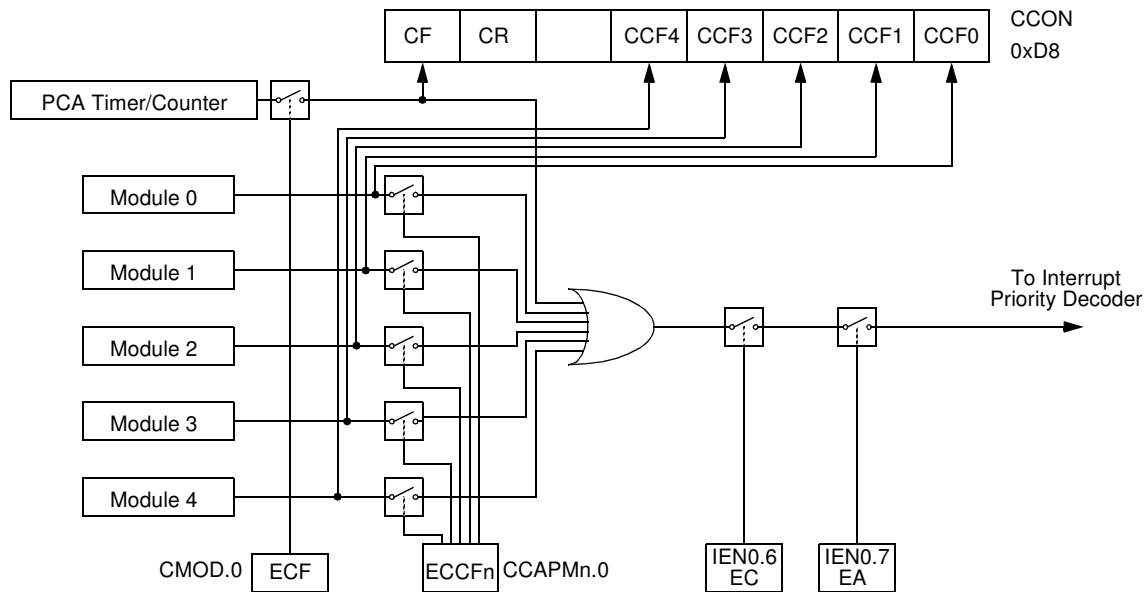 CF CR CCF4 CCF3 CCF2 CCF1 CCF0 CCON
0xD8
PCA Timer/Counter
Module 0
Module 1
To Interrupt
Priority Decoder
Module 2
Module 3
Module 4
CMOD.0 ECF ECCFn CCAPMn.0
IEN0.6
EC
IEN0.7
EA